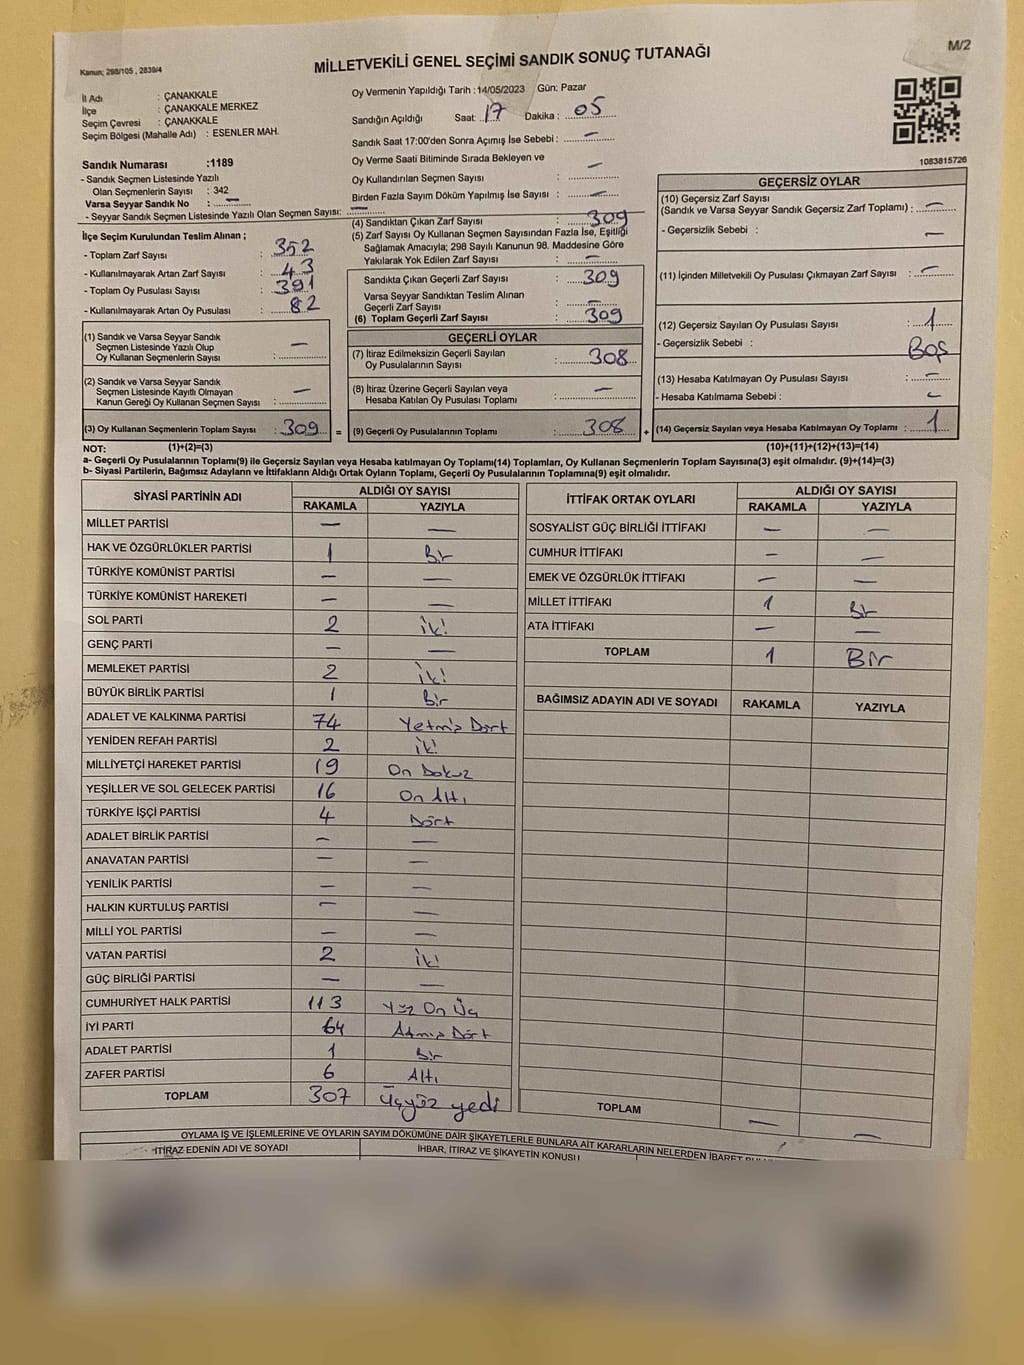 M/2
Kanun; 298/105 , 2839/4
MİLLETVEKİLİ GENEL SEÇİMİ SANDIK SONUÇ TUTANAĞI
İl Adı : ÇANAKKALE
İlçe : ÇANAKKALE MERKEZ
Seçim Çevresi : ÇANAKKALE
Seçim Bölgesi (Mahalle Adı) : ESENLER MAH.
Sandık Numarası :1189
- Sandık Seçmen Listesinde Yazılı
Olan Seçmenlerin Sayısı : 342
Varsa Seyyar Sandık No : —
- Seyyar Sandık Seçmen Listesinde Yazılı Olan Seçmen Sayısı: —
İlçe Seçim Kurulundan Teslim Alınan ;
- Toplam Zarf Sayısı : 352
- Kullanılmayarak Artan Zarf Sayısı : 43
- Toplam Oy Pusulası Sayısı : 391
- Kullanılmayarak Artan Oy Pusulası : 82
Oy Vermenin Yapıldığı Tarih :14/05/2023 Gün: Pazar
Sandığın Açıldığı Saat: 17 Dakika : 05
Sandık Saat 17:00'den Sonra Açımış İse Sebebi : —
Oy Verme Saati Bitiminde Sırada Bekleyen ve
Oy Kullandırılan Seçmen Sayısı : —
Birden Fazla Sayım Döküm Yapılmış İse Sayısı : —
(4) Sandıktan Çıkan Zarf Sayısı : 309
(5) Zarf Sayısı Oy Kullanan Seçmen Sayısından Fazla İse, Eşitliği
Sağlamak Amacıyla; 298 Sayılı Kanunun 98. Maddesine Göre
Yakılarak Yok Edilen Zarf Sayısı : —
Sandıkta Çıkan Geçerli Zarf Sayısı : 309
Varsa Seyyar Sandıktan Teslim Alınan
Geçerli Zarf Sayısı : —
(6) Toplam Geçerli Zarf Sayısı : 309
1083815726
GEÇERSİZ OYLAR
(10) Geçersiz Zarf Sayısı
(Sandık ve Varsa Seyyar Sandık Geçersiz Zarf Toplamı) : —
- Geçersizlik Sebebi : —
(11) İçinden Milletvekili Oy Pusulası Çıkmayan Zarf Sayısı : —
(12) Geçersiz Sayılan Oy Pusulası Sayısı : 1
- Geçersizlik Sebebi : Boş
(13) Hesaba Katılmayan Oy Pusulası Sayısı : —
- Hesaba Katılmama Sebebi : —
(14) Geçersiz Sayılan veya Hesaba Katılmayan Oy Toplamı : 1
(1) Sandık ve Varsa Seyyar Sandık
Seçmen Listesinde Yazılı Olup
Oy Kullanan Seçmenlerin Sayısı : —
(2) Sandık ve Varsa Seyyar Sandık
Seçmen Listesinde Kayıtlı Olmayan
Kanun Gereği Oy Kullanan Seçmen Sayısı : —
(3) Oy Kullanan Seçmenlerin Toplam Sayısı : 309 =
GEÇERLİ OYLAR
(7) İtiraz Edilmeksizin Geçerli Sayılan
Oy Pusulalarının Sayısı : 308
(8) İtiraz Üzerine Geçerli Sayılan veya
Hesaba Katılan Oy Pusulası Toplamı : —
(9) Geçerli Oy Pusulalarının Toplamı : 308 +
NOT: (1)+(2)=(3) (10)+(11)+(12)+(13)=(14)
a- Geçerli Oy Pusulalarının Toplamı(9) ile Geçersiz Sayılan veya Hesaba katılmayan Oy Toplamı(14) Toplamları, Oy Kullanan Seçmenlerin Toplam Sayısına(3) eşit olmalıdır. (9)+(14)=(3)
b- Siyasi Partilerin, Bağımsız Adayların ve İttifakların Aldığı Ortak Oyların Toplamı, Geçerli Oy Pusulalarının Toplamına(9) eşit olmalıdır.
SİYASİ PARTİNİN ADI ALDIĞI OY SAYISI
RAKAMLA YAZIYLA
MİLLET PARTİSİ — —
HAK VE ÖZGÜRLÜKLER PARTİSİ 1 Bir
TÜRKİYE KOMÜNİST PARTİSİ — —
TÜRKİYE KOMÜNİST HAREKETİ — —
SOL PARTİ 2 İki
GENÇ PARTİ — —
MEMLEKET PARTİSİ 2 İki
BÜYÜK BİRLİK PARTİSİ 1 Bir
ADALET VE KALKINMA PARTİSİ 74 Yetmiş Dört
YENİDEN REFAH PARTİSİ 2 İki
MİLLİYETÇİ HAREKET PARTİSİ 19 On Dokuz
YEŞİLLER VE SOL GELECEK PARTİSİ 16 On Altı
TÜRKİYE İŞÇİ PARTİSİ 4 Dört
ADALET BİRLİK PARTİSİ — —
ANAVATAN PARTİSİ — —
YENİLİK PARTİSİ — —
HALKIN KURTULUŞ PARTİSİ — —
MİLLİ YOL PARTİSİ — —
VATAN PARTİSİ 2 İki
GÜÇ BİRLİĞİ PARTİSİ — —
CUMHURİYET HALK PARTİSİ 113 Yüz On Üç
İYİ PARTİ 64 Atmış Dört
ADALET PARTİSİ 1 Bir
ZAFER PARTİSİ 6 Altı
TOPLAM 307 Üçyüz yedi
İTTİFAK ORTAK OYLARI ALDIĞI OY SAYISI
RAKAMLA YAZIYLA
SOSYALİST GÜÇ BİRLİĞİ İTTİFAKI — —
CUMHUR İTTİFAKI — —
EMEK VE ÖZGÜRLÜK İTTİFAKI — —
MİLLET İTTİFAKI 1 Bir
ATA İTTİFAKI — —
TOPLAM 1 Bir
BAĞIMSIZ ADAYIN ADI VE SOYADI RAKAMLA YAZIYLA
TOPLAM — —
OYLAMA İŞ VE İŞLEMLERİNE VE OYLARIN SAYIM DÖKÜMÜNE DAİR ŞİKAYETLERLE BUNLARA AİT KARARLARIN NELERDEN İBARET
İTİRAZ EDENİN ADI VE SOYADI İHBAR, İTİRAZ VE ŞİKAYETİN KONUSU